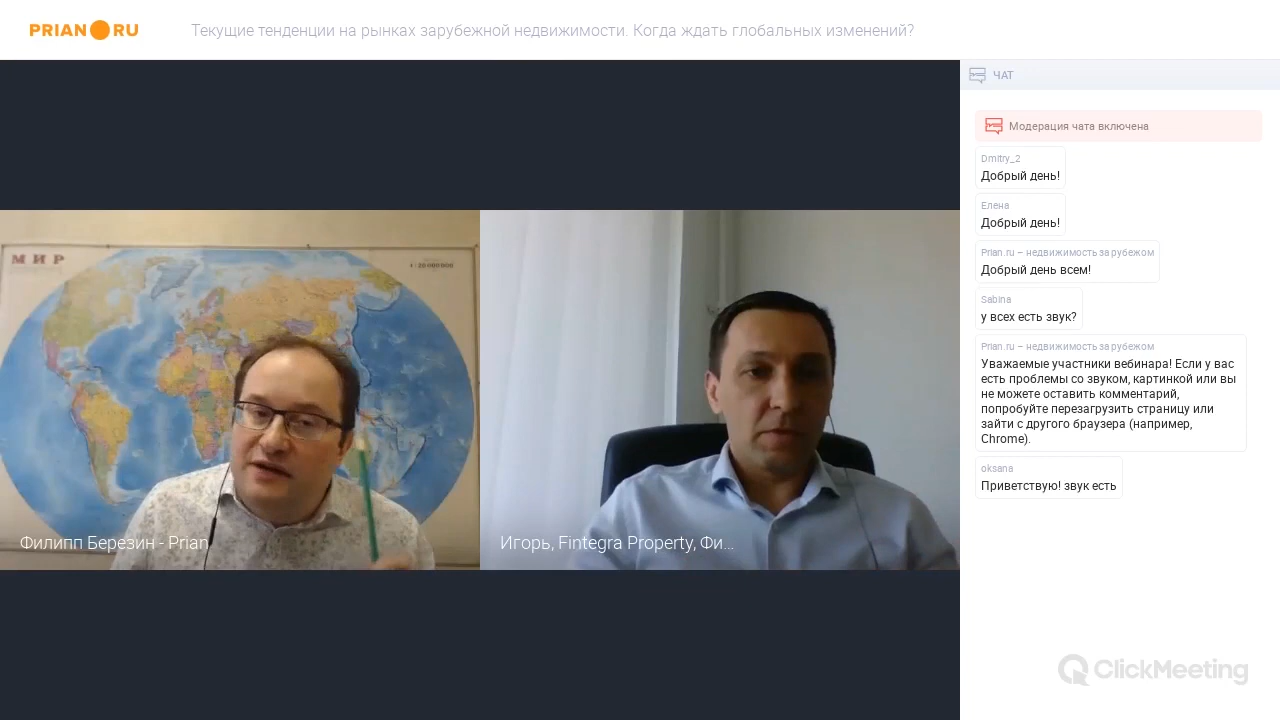 PRIAN RU
Текущие тенденции на рынках зарубежной недвижимости. Когда ждать глобальных изменений?
МИР
1 : 25 000 000
Филипп Березин - Prian
Игорь, Fintegra Property, Фи...
ЧАТ
Модерация чата включена
Dmitry_2
Добрый день!
Елена
Добрый день!
Prian.ru – недвижимость за рубежом
Добрый день всем!
Sabina
у всех есть звук?
Prian.ru – недвижимость за рубежом
Уважаемые участники вебинара! Если у вас
есть проблемы со звуком, картинкой или вы
не можете оставить комментарий,
попробуйте перезагрузить страницу или
зайти с другого браузера (например,
Chrome).
oksana
Приветствую! звук есть
ClickMeeting